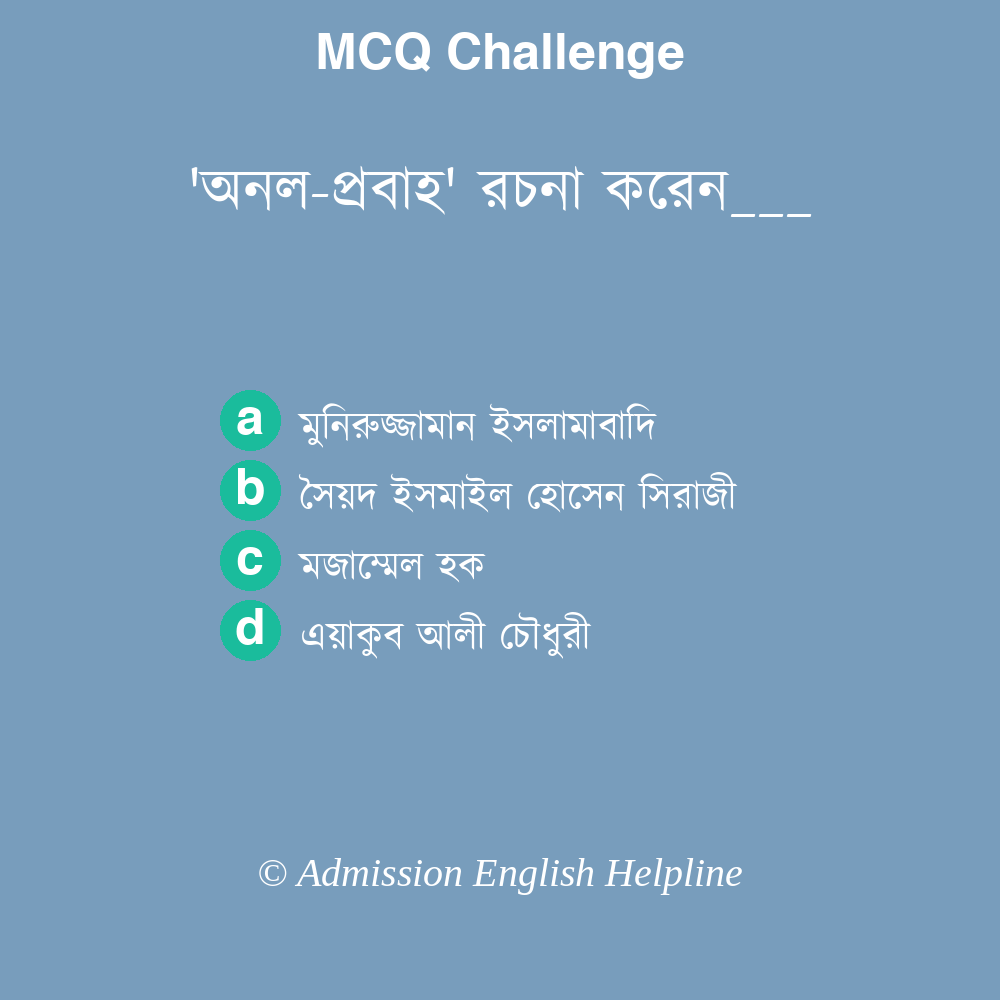 MCQ Challenge
'অনল-প্রবাহ' রচনা করেন___
a মুনিরুজ্জামান ইসলামাবাদি
b সৈয়দ ইসমাইল হোসেন সিরাজী
c মজাম্মেল হক
d এয়াকুব আলী চৌধুরী
© Admission English Helpline